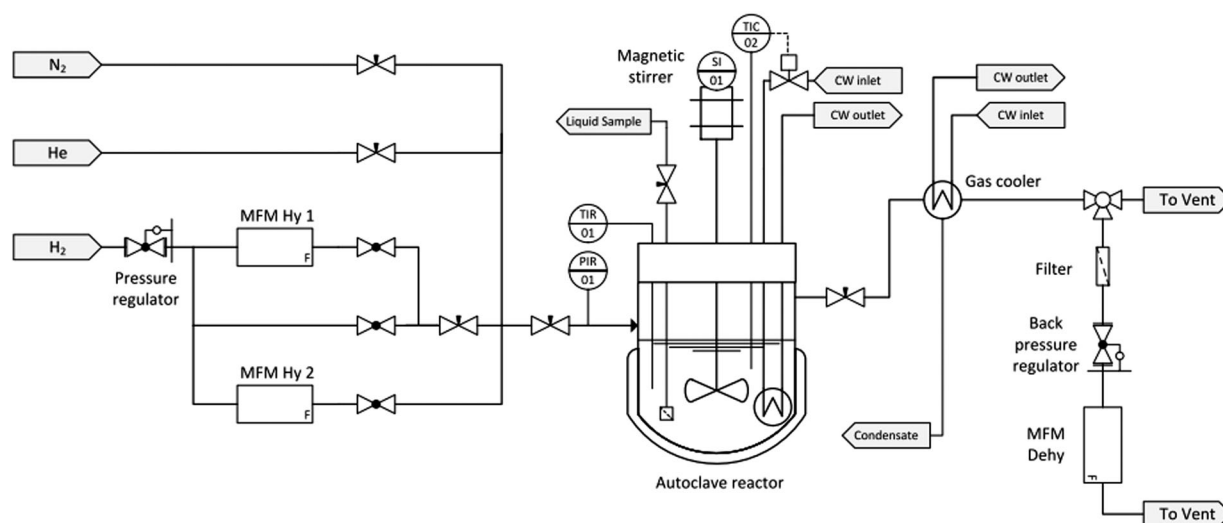 N2
He
H2
Pressure
regulator
MFM Hy 1
F
MFM Hy 2
F
Liquid Sample
Magnetic
stirrer
SI
01
TIC
02
CW inlet
CW outlet
TIR
01
PIR
01
Autoclave reactor
CW outlet
CW inlet
Gas cooler
Condensate
To Vent
Filter
Back
pressure
regulator
MFM
Dehy
F
To Vent